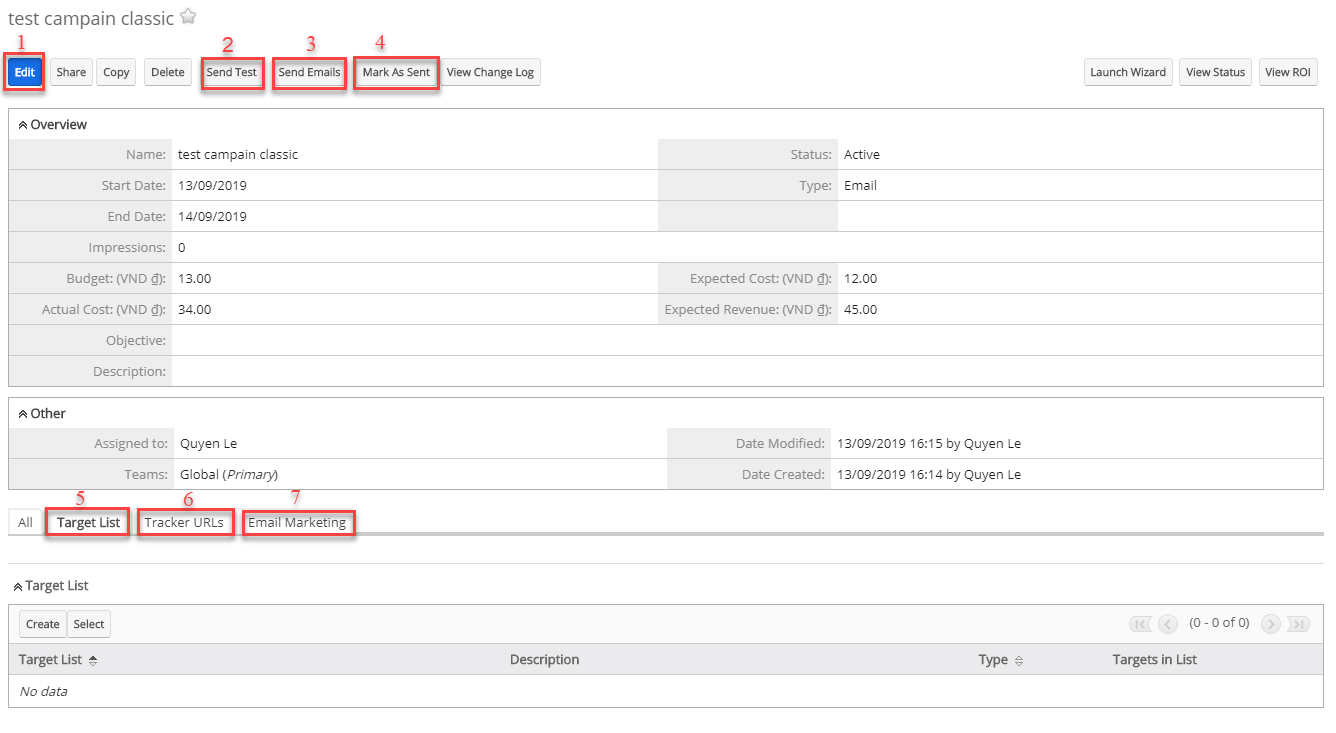 test campain classic
1 2 3 4
Edit Share Copy Delete Send Test Send Emails Mark As Sent View Change Log Launch Wizard View Status View ROI
Overview
Name: test campain classic Status: Active
Start Date: 13/09/2019 Type: Email
End Date: 14/09/2019
Impressions: 0
Budget: (VND ₫): 13.00 Expected Cost: (VND ₫): 12.00
Actual Cost: (VND ₫): 34.00 Expected Revenue: (VND ₫): 45.00
Objective:
Description:
Other
Assigned to: Quyen Le Date Modified: 13/09/2019 16:15 by Quyen Le
Teams: Global (Primary) Date Created: 13/09/2019 16:14 by Quyen Le
5 6 7
All Target List Tracker URLs Email Marketing
Target List
Create Select (0 - 0 of 0)
Target List Description Type Targets in List
No data